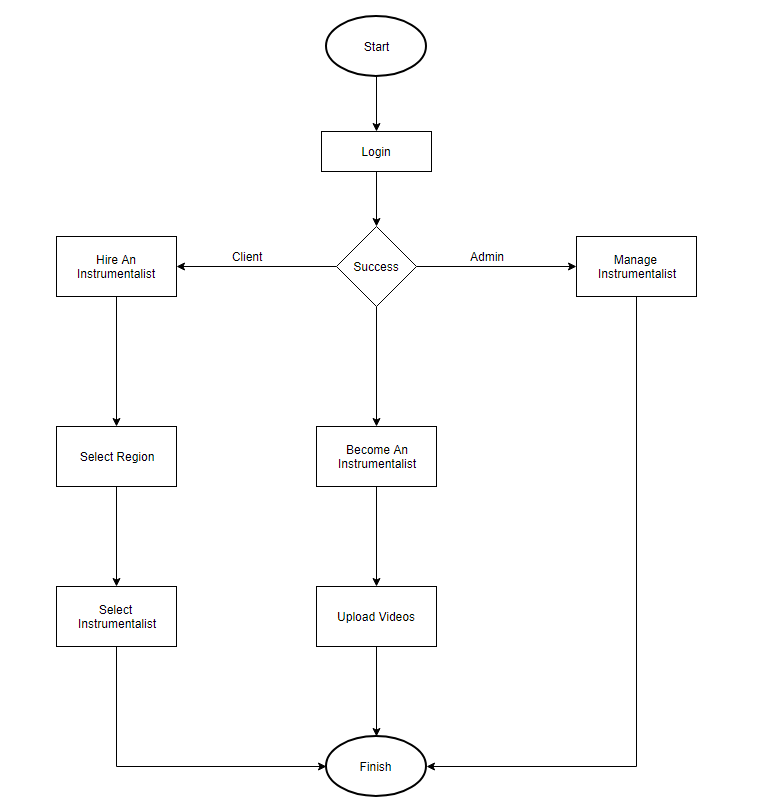 Start
Login
Client
Success
Admin
Hire An
Instrumentalist
Manage
Instrumentalist
Select Region
Become An
Instrumentalist
Select
Instrumentalist
Upload Videos
Finish